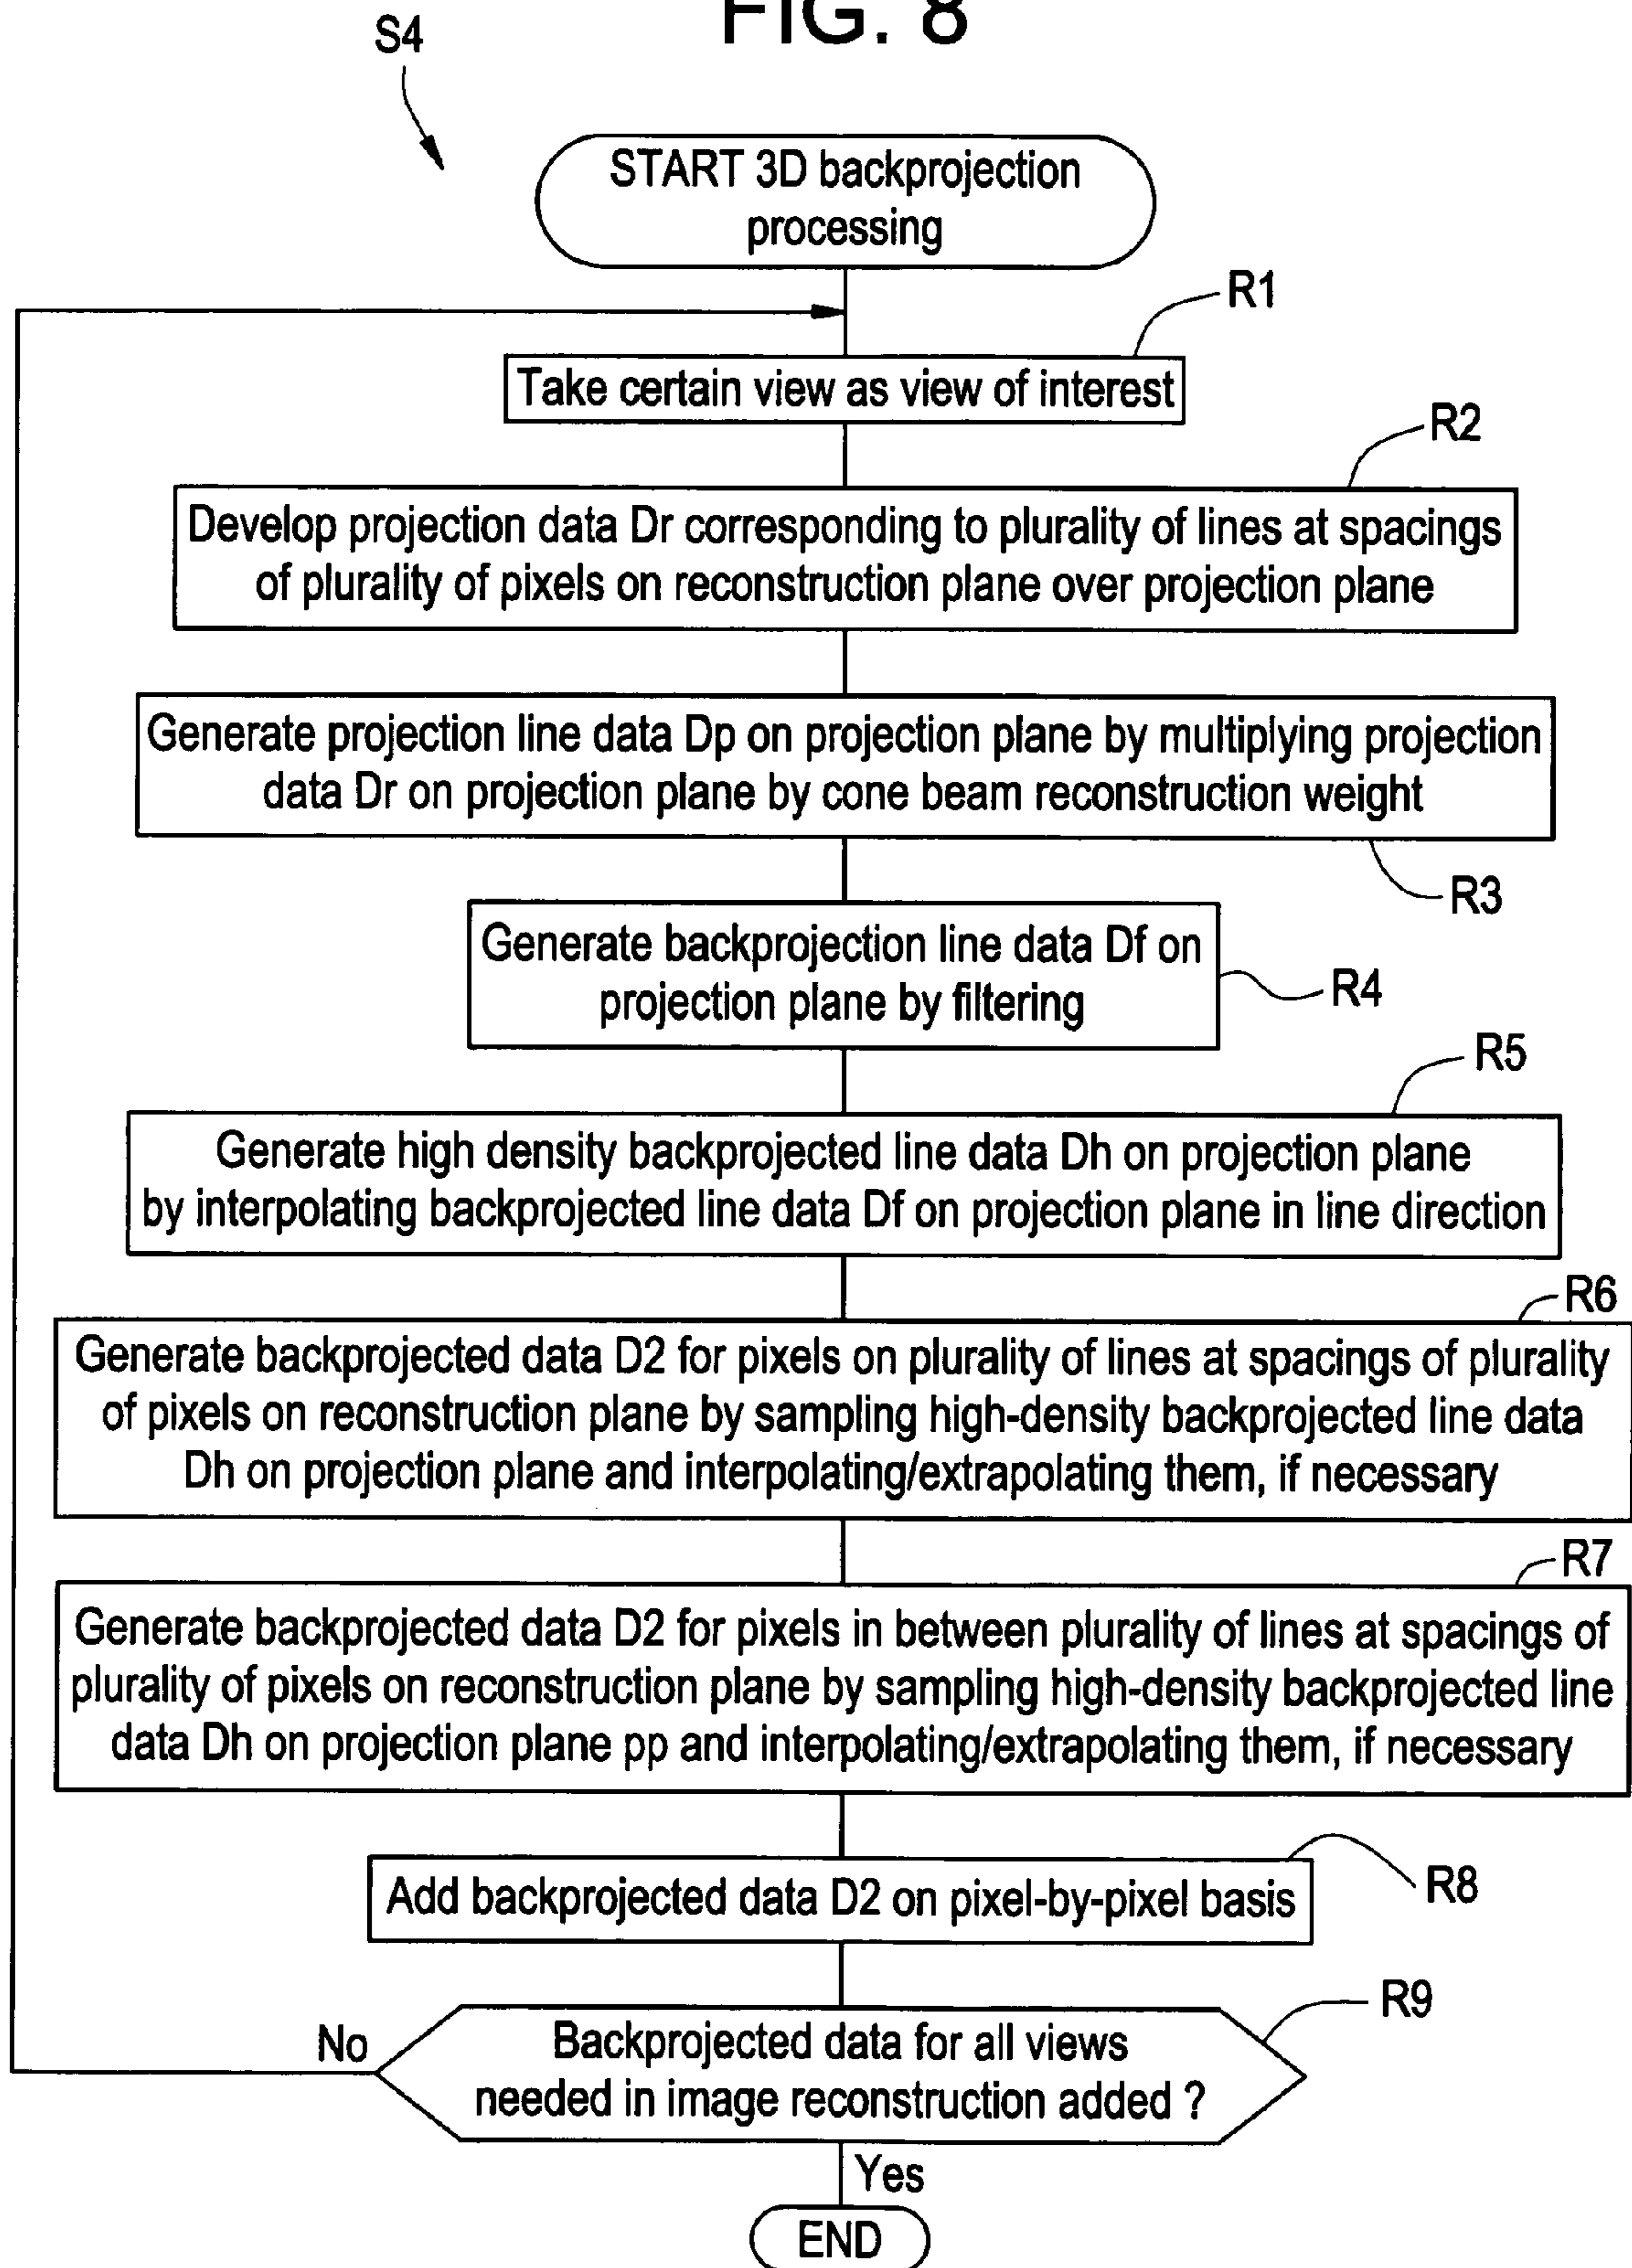 FIG. 8
S4
START 3D backprojection
processing
R1
Take certain view as view of interest
R2
Develop projection data Dr corresponding to plurality of lines at spacings
of plurality of pixels on reconstruction plane over projection plane
Generate projection line data Dp on projection plane by multiplying projection
data Dr on projection plane by cone beam reconstruction weight
R3
Generate backprojection line data Df on
projection plane by filtering
R4
R5
Generate high density backprojected line data Dh on projection plane
by interpolating backprojected line data Df on projection plane in line direction
R6
Generate backprojected data D2 for pixels on plurality of lines at spacings of plurality
of pixels on reconstruction plane by sampling high-density backprojected line data
Dh on projection plane and interpolating/extrapolating them, if necessary
R7
Generate backprojected data D2 for pixels in between plurality of lines at spacings of
plurality of pixels on reconstruction plane by sampling high-density backprojected line
data Dh on projection plane pp and interpolating/extrapolating them, if necessary
Add backprojected data D2 on pixel-by-pixel basis
R8
R9
No
Backprojected data for all views
needed in image reconstruction added ?
Yes
END